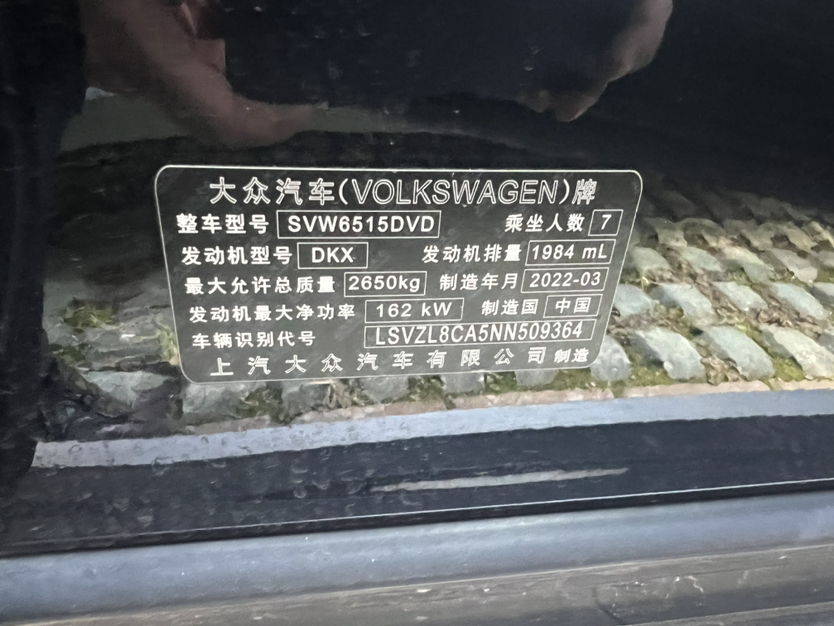 大众汽车(VOLKSWAGEN)牌
整车型号 SVW6515DVD 乘坐人数 7
发动机型号 DKX 发动机排量 1984 mL
最大允许总质量 2650kg 制造年月 2022-03
发动机最大净功率 162 kW 制造国 中国
车辆识别代号 LSVZL8CA5NN509364
上汽大众汽车有限公司制造